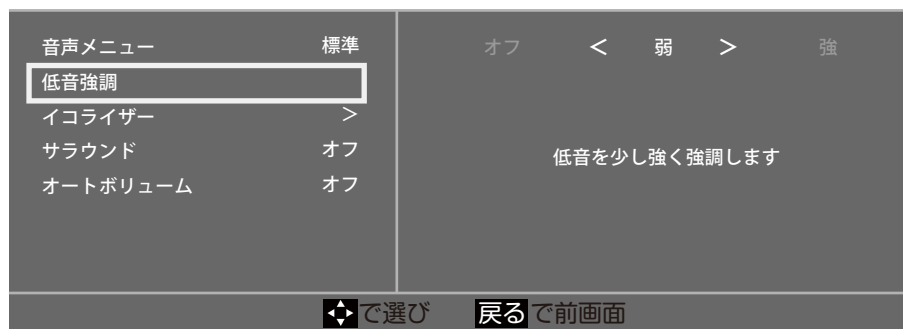 音声メニュー 標準
低音強調
イコライザー >
サラウンド オフ
オートボリューム オフ
オフ < 弱 > 強
低音を少し強く強調します
で選び 戻るで前画面